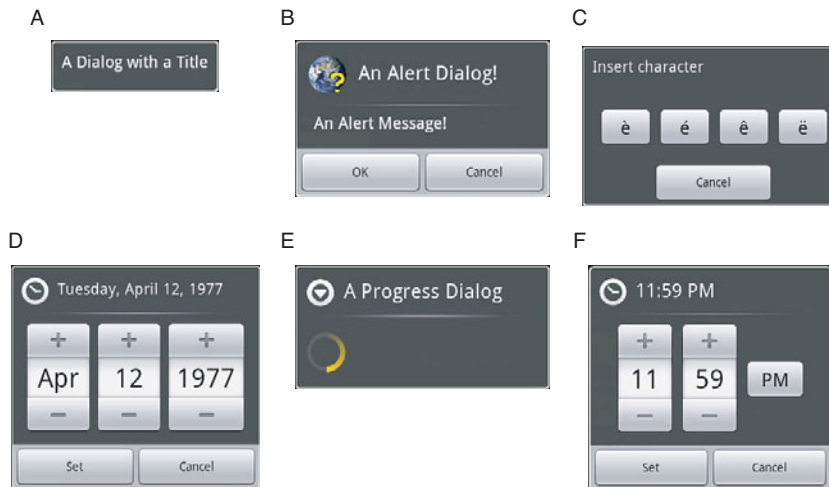 A
A Dialog with a Title
B
An Alert Dialog!
An Alert Message!
OK Cancel
C
Insert character
è é ê ë
Cancel
D
Tuesday, April 12, 1977
+ + +
Apr 12 1977
− − −
Set Cancel
E
A Progress Dialog
F
11:59 PM
+ +
11 59 PM
− −
Set Cancel